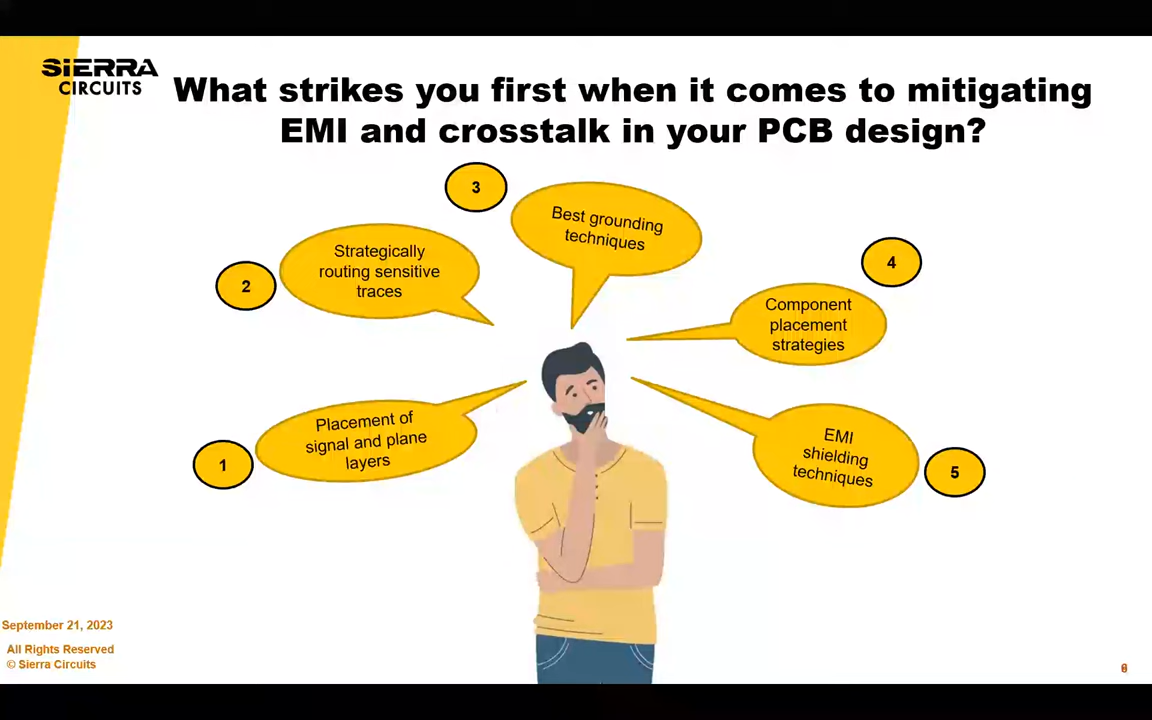 SIERRA
CIRCUITS
What strikes you first when it comes to mitigating
EMI and crosstalk in your PCB design?
1
Placement of
signal and plane
layers
2
Strategically
routing sensitive
traces
3
Best grounding
techniques
4
Component
placement
strategies
5
EMI
shielding
techniques
September 21, 2023
All Rights Reserved
© Sierra Circuits